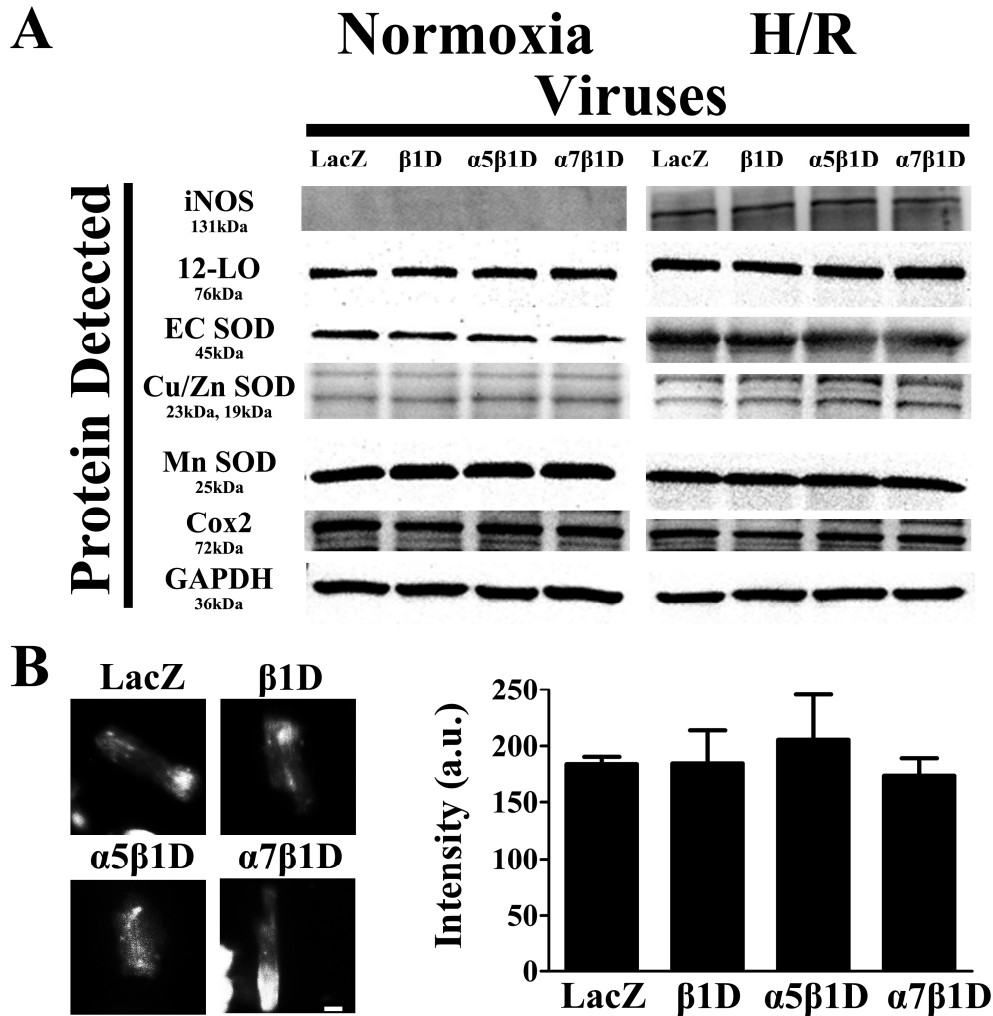 A
Normoxia H/R
Viruses
LacZ β1D α5β1D α7β1D LacZ β1D α5β1D α7β1D
Protein Detected
iNOS
131kDa
12-LO
76kDa
EC SOD
45kDa
Cu/Zn SOD
23kDa, 19kDa
Mn SOD
25kDa
Cox2
72kDa
GAPDH
36kDa
B
LacZ β1D
α5β1D α7β1D
Intensity (a.u.)
250
200
150
100
50
0
LacZ β1D α5β1D α7β1D